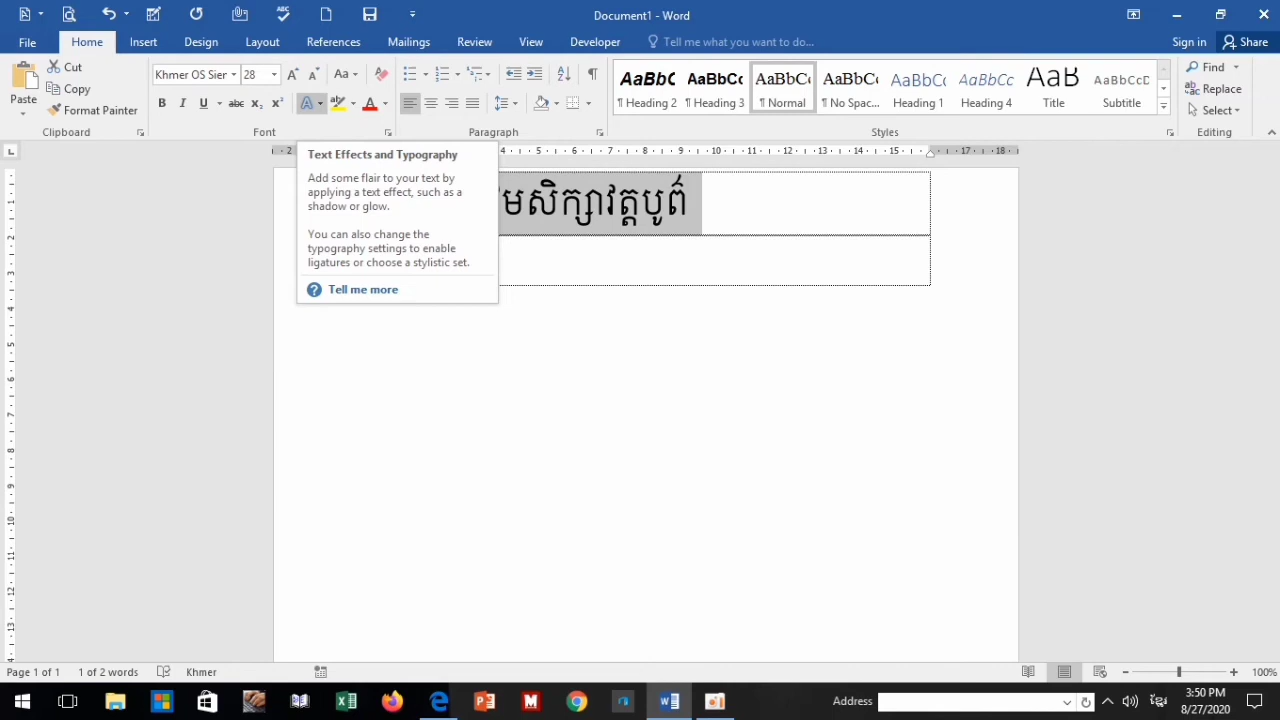 Document1 - Word
File Home Insert Design Layout References Mailings Review View Developer Tell me what you want to do... Sign in Share
Paste
Cut
Copy
Format Painter
Clipboard
Khmer OS Sien 28
Font
Paragraph
AaBbC Heading 2
AaBbCc ¶ Heading 3
AaBbCc ¶ Normal
AaBbCc ¶ No Spac...
AaBbC Heading 1
AaBbCc Heading 4
AaB Title
AaBbCcD Subtitle
Styles
Find
Replace
Select
Editing
Text Effects and Typography
Add some flair to your text by
applying a text effect, such as a
shadow or glow.
You can also change the
typography settings to enable
ligatures or choose a stylistic set.
Tell me more
មសិក្សាវត្តបូព៌
Page 1 of 1 1 of 2 words Khmer 100%
Address
3:50 PM
8/27/2020